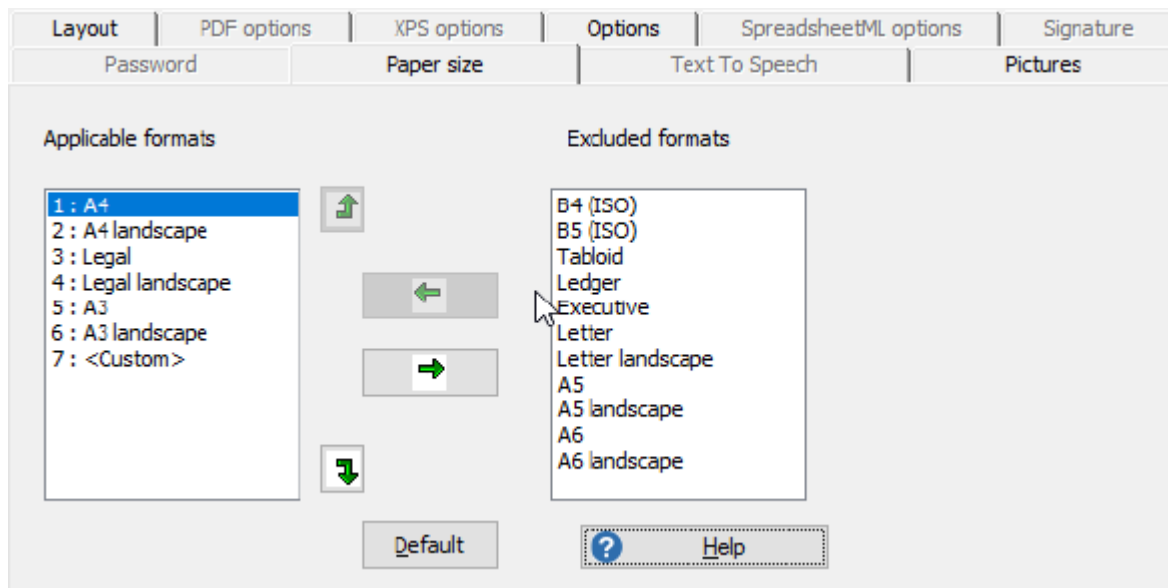 Layout PDF options XPS options Options SpreadsheetML options Signature
Password Paper size Text To Speech Pictures
Applicable formats
1 : A4
2 : A4 landscape
3 : Legal
4 : Legal landscape
5 : A3
6 : A3 landscape
7 : <Custom>
Excluded formats
B4 (ISO)
B5 (ISO)
Tabloid
Ledger
Executive
Letter
Letter landscape
A5
A5 landscape
A6
A6 landscape
Default
? Help